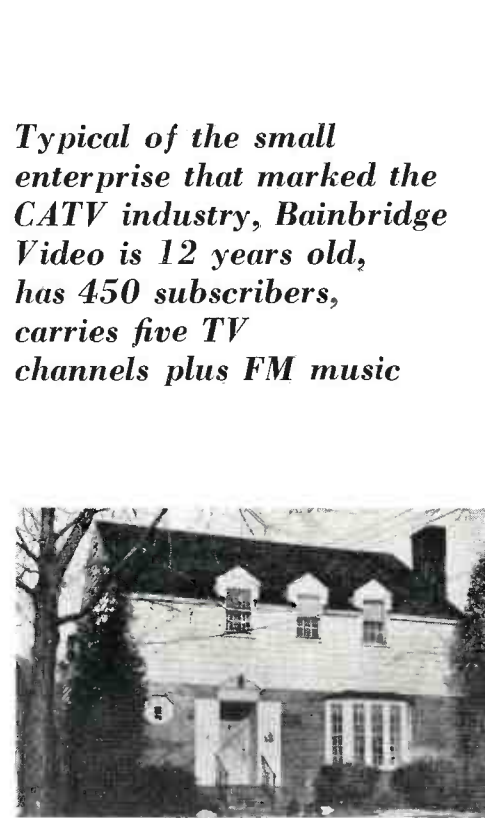 Typical of the small
enterprise that marked the
CATV industry, Bainbridge
Video is 12 years old,
has 450 subscribers,
carries five TV
channels plus FM music